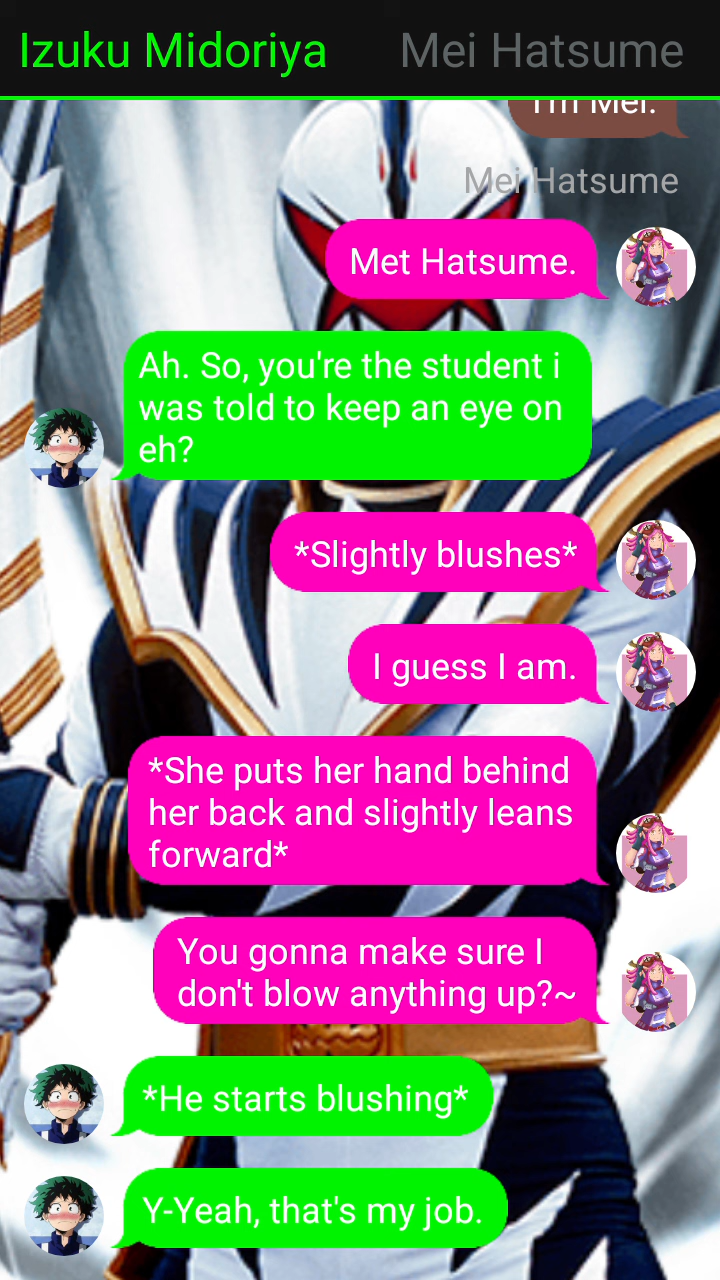 Izuku Midoriya Mei Hatsume
I'm Mei.
Mei Hatsume
Met Hatsume.
Ah. So, you're the student i
was told to keep an eye on
eh?
*Slightly blushes*
I guess I am.
*She puts her hand behind
her back and slightly leans
forward*
You gonna make sure I
don't blow anything up?~
*He starts blushing*
Y-Yeah, that's my job.